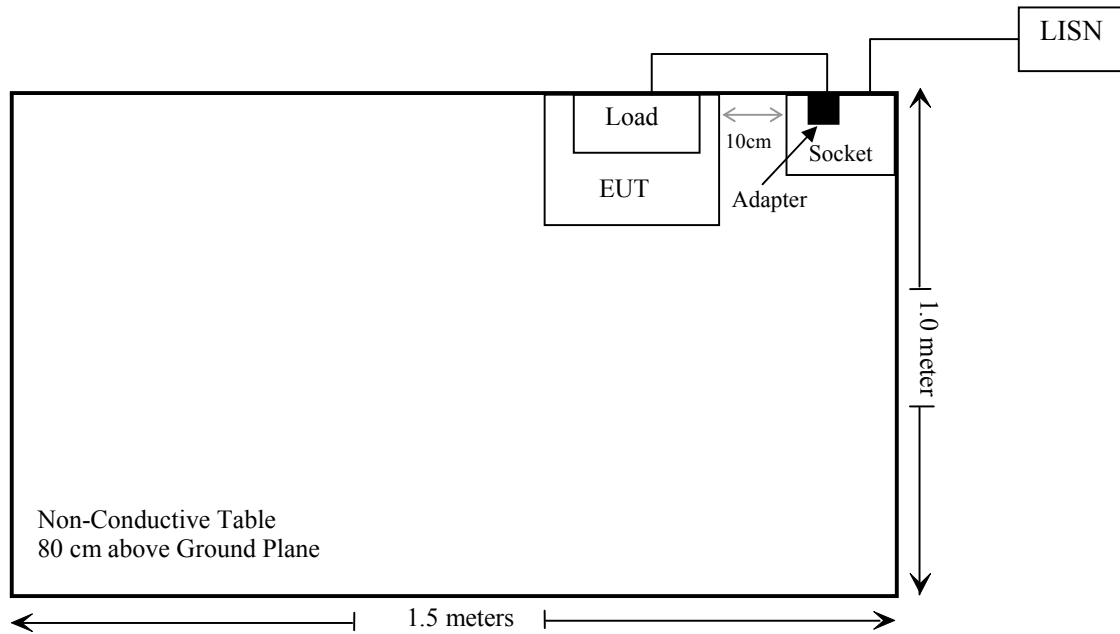 LISN
Load
10cm
Socket
EUT
Adapter
1.0 meter
Non-Conductive Table
80 cm above Ground Plane
1.5 meters